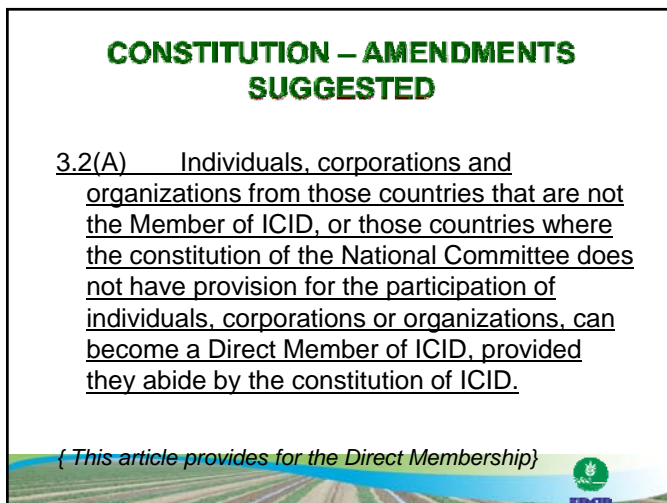 CONSTITUTION – AMENDMENTS
SUGGESTED
3.2(A) Individuals, corporations and
organizations from those countries that are not
the Member of ICID, or those countries where
the constitution of the National Committee does
not have provision for the participation of
individuals, corporations or organizations, can
become a Direct Member of ICID, provided
they abide by the constitution of ICID.
{ This article provides for the Direct Membership}